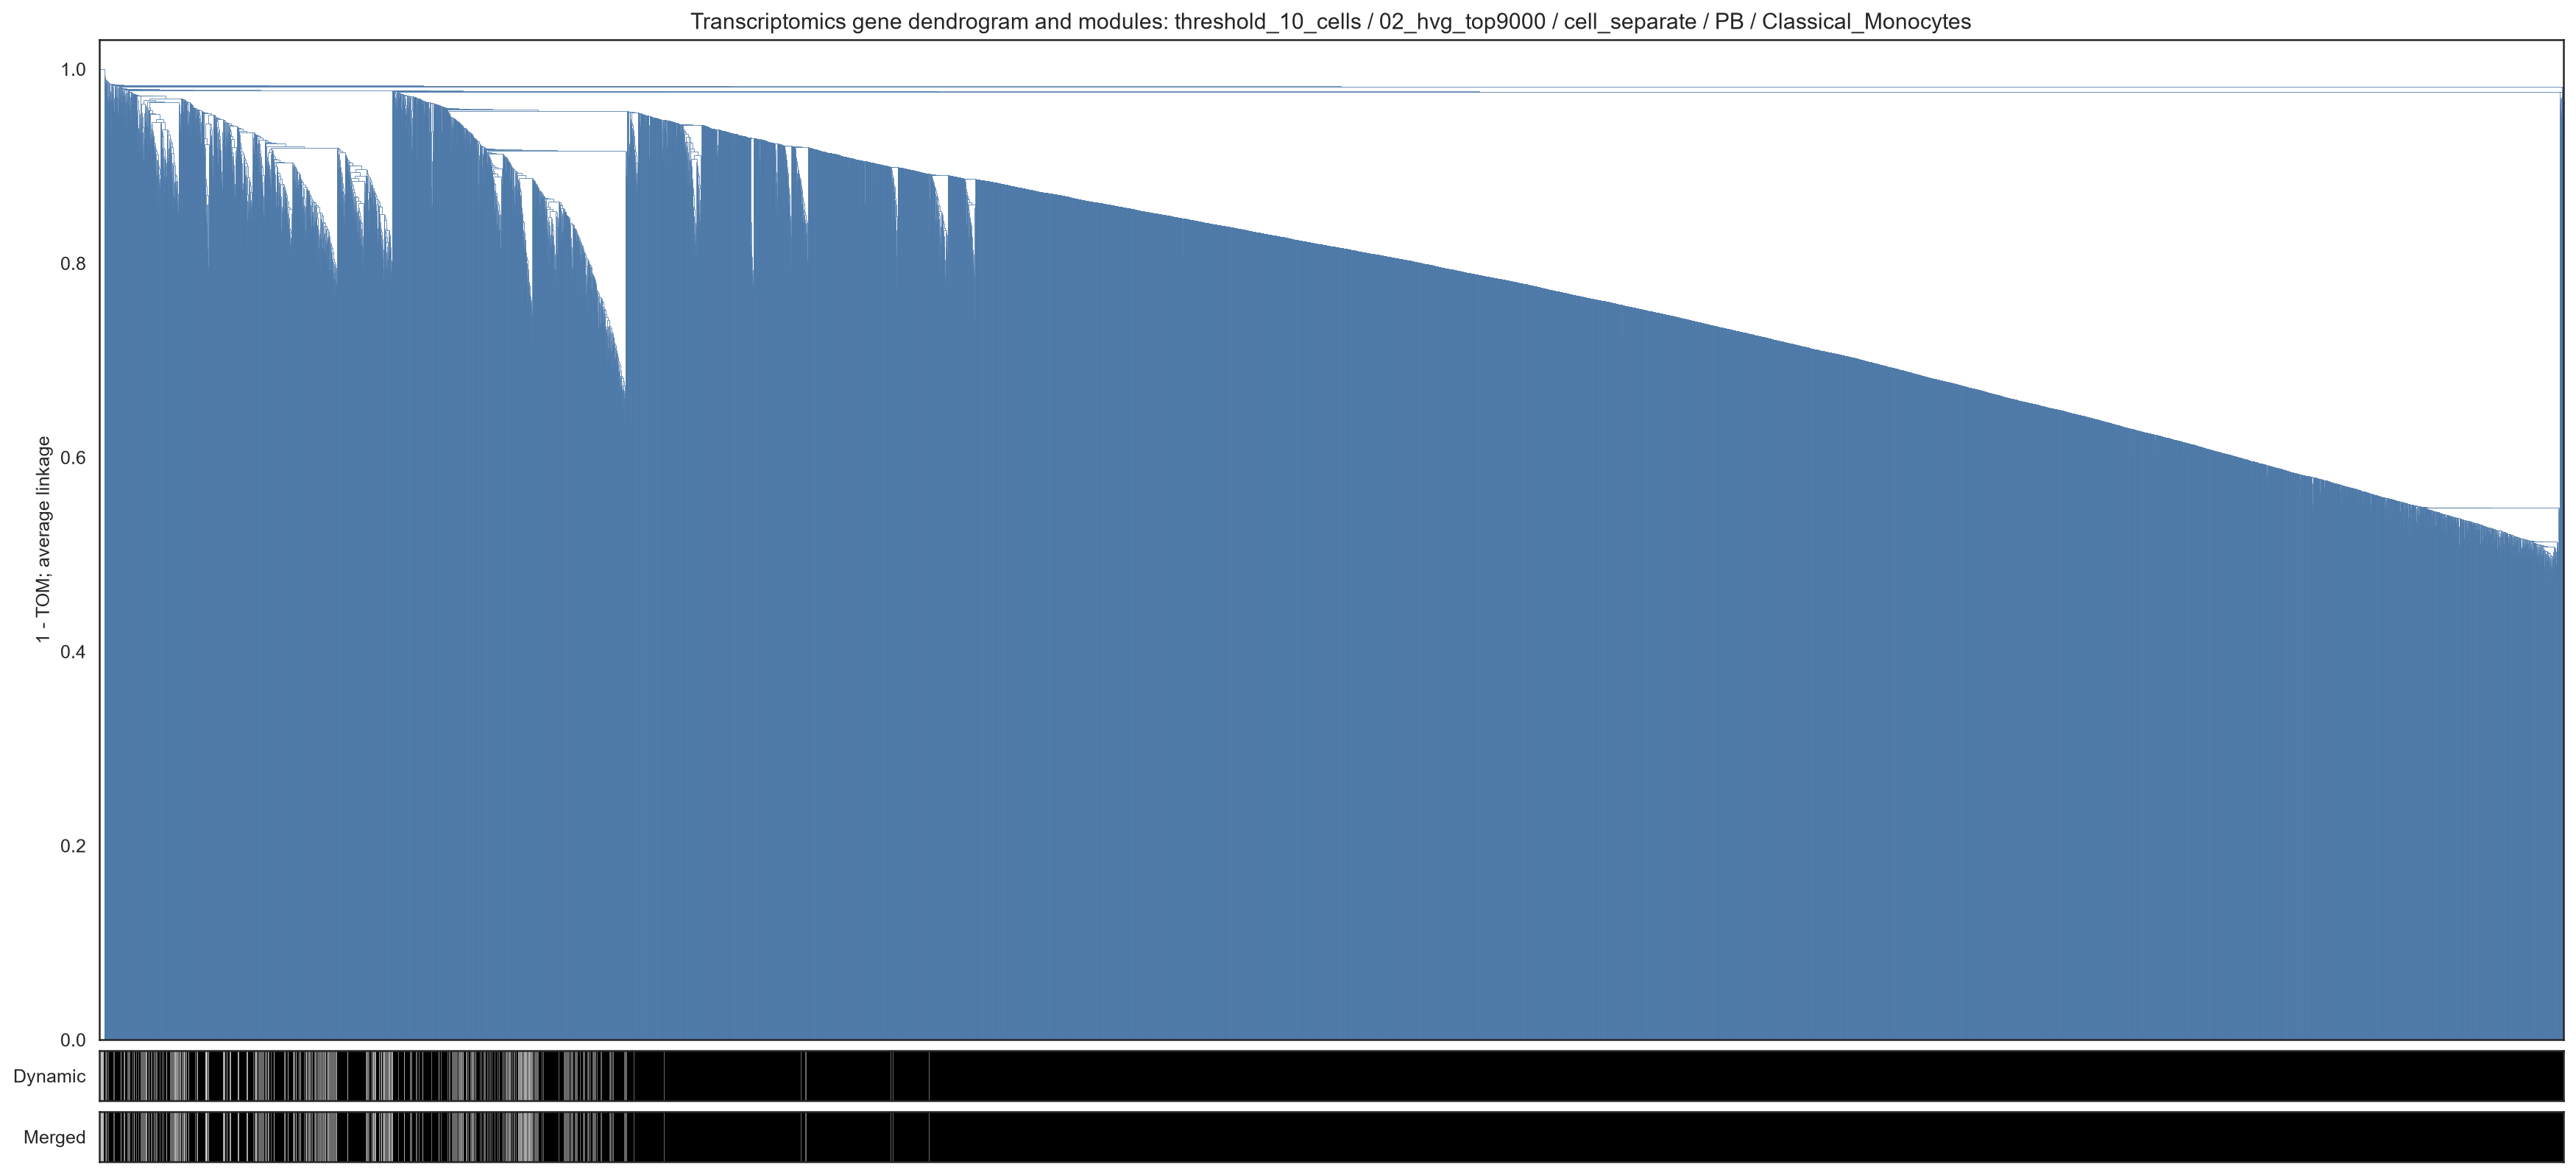 Transcriptomics gene dendrogram and modules: threshold_10_cells / 02_hvg_top9000 / cell_separate / PB / Classical_Monocytes
1.0
0.8
0.6
0.4
0.2
0.0
1 - TOM; average linkage
Dynamic
Merged